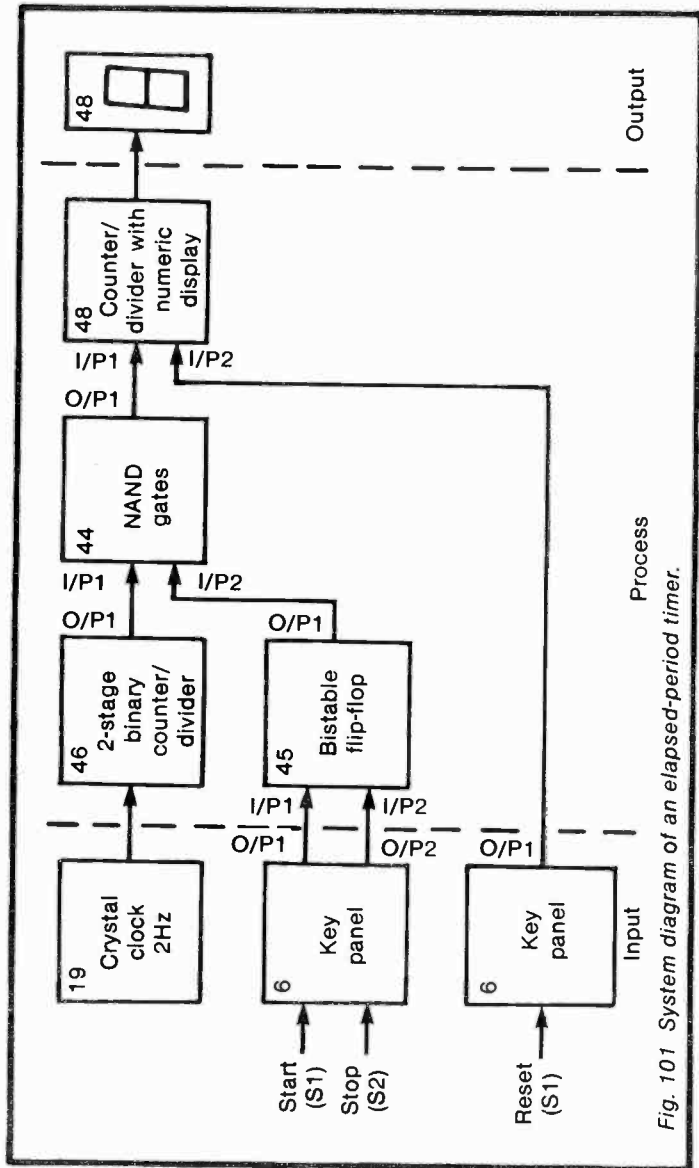 19
Crystal
clock
2Hz
46
2-stage
binary
counter/
divider
O/P1
I/P1
44
NAND
gates
O/P1
I/P1
48
Counter/
divider with
numeric
display
48
Start
(S1)
Stop
(S2)
6
Key
panel
O/P1
I/P1
O/P2
I/P2
45
Bistable
flip-flop
O/P1
I/P2
I/P2
Reset
(S1)
6
Key
panel
O/P1
Input
Process
Output
Fig. 101 System diagram of an elapsed-period timer.